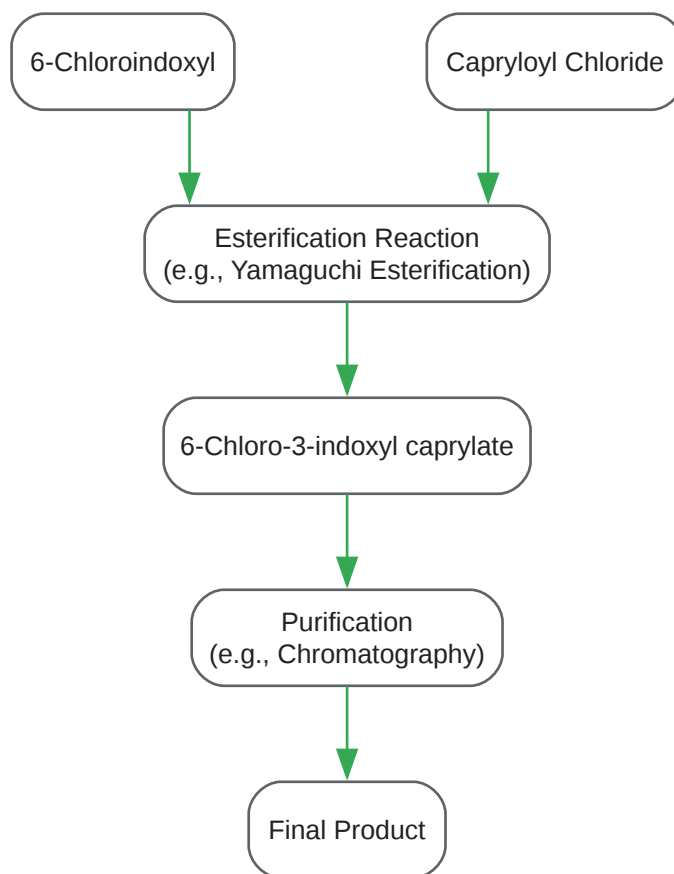 6-Chloroindoxyl
Capryloyl Chloride
Esterification Reaction
(e.g., Yamaguchi Esterification)
6-Chloro-3-indoxyl caprylate
Purification
(e.g., Chromatography)
Final Product